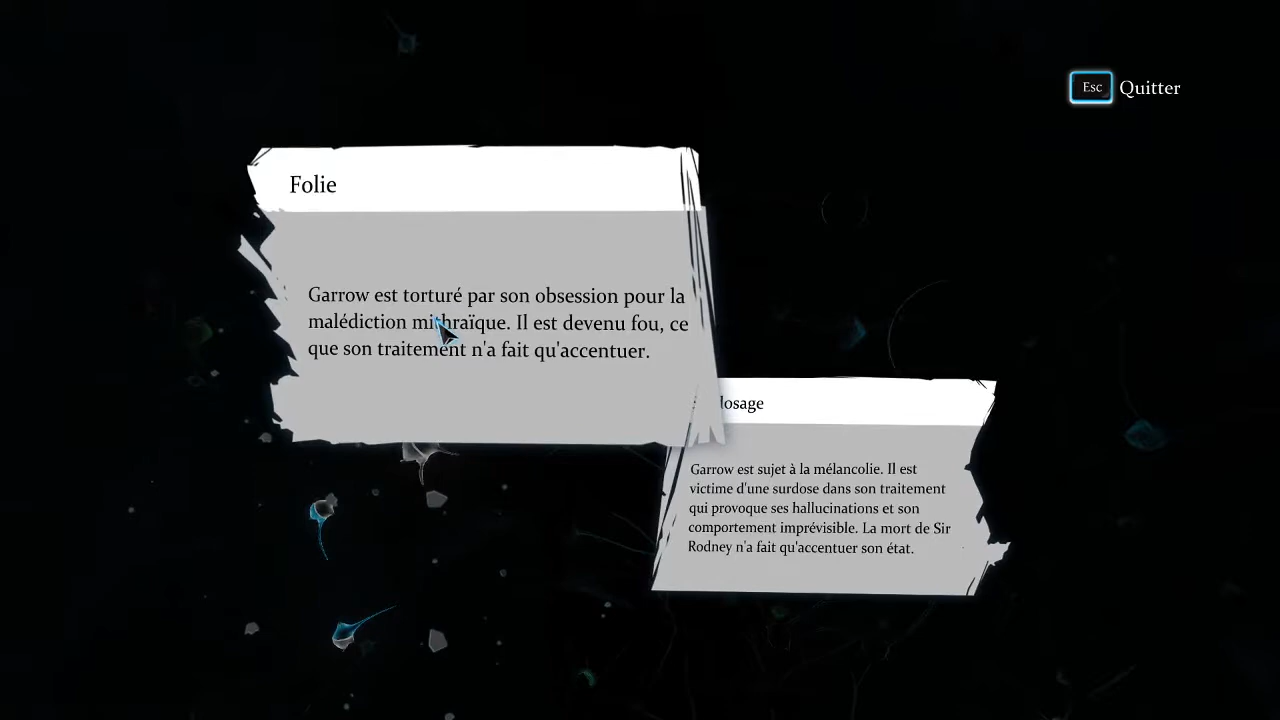 Esc Quitter
Folie
Garrow est torturé par son obsession pour la
malédiction mithraïque. Il est devenu fou, ce
que son traitement n'a fait qu'accentuer.
Garrow est sujet à la mélancolie. Il est
victime d'une surdose dans son traitement
qui provoque ses hallucinations et son
comportement imprévisible. La mort de Sir
Rodney n'a fait qu'accentuer son état.